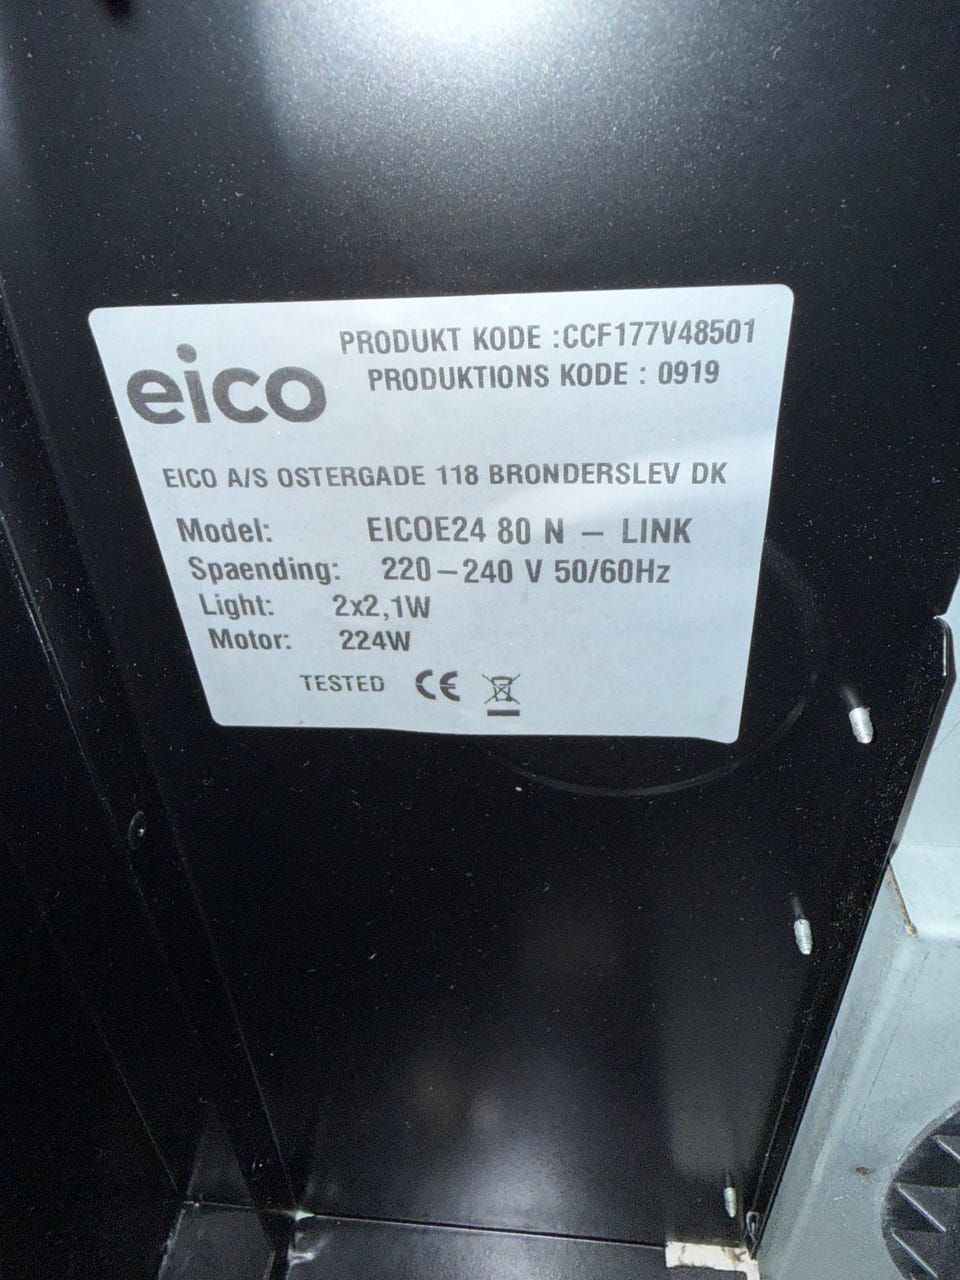 eico
PRODUKT KODE :CCF177V48501
PRODUKTIONS KODE : 0919
EICO A/S OSTERGADE 118 BRONDERSLEV DK
Model: EICOE24 80 N – LINK
Spaending: 220–240 V 50/60Hz
Light: 2x2,1W
Motor: 224W
TESTED CE